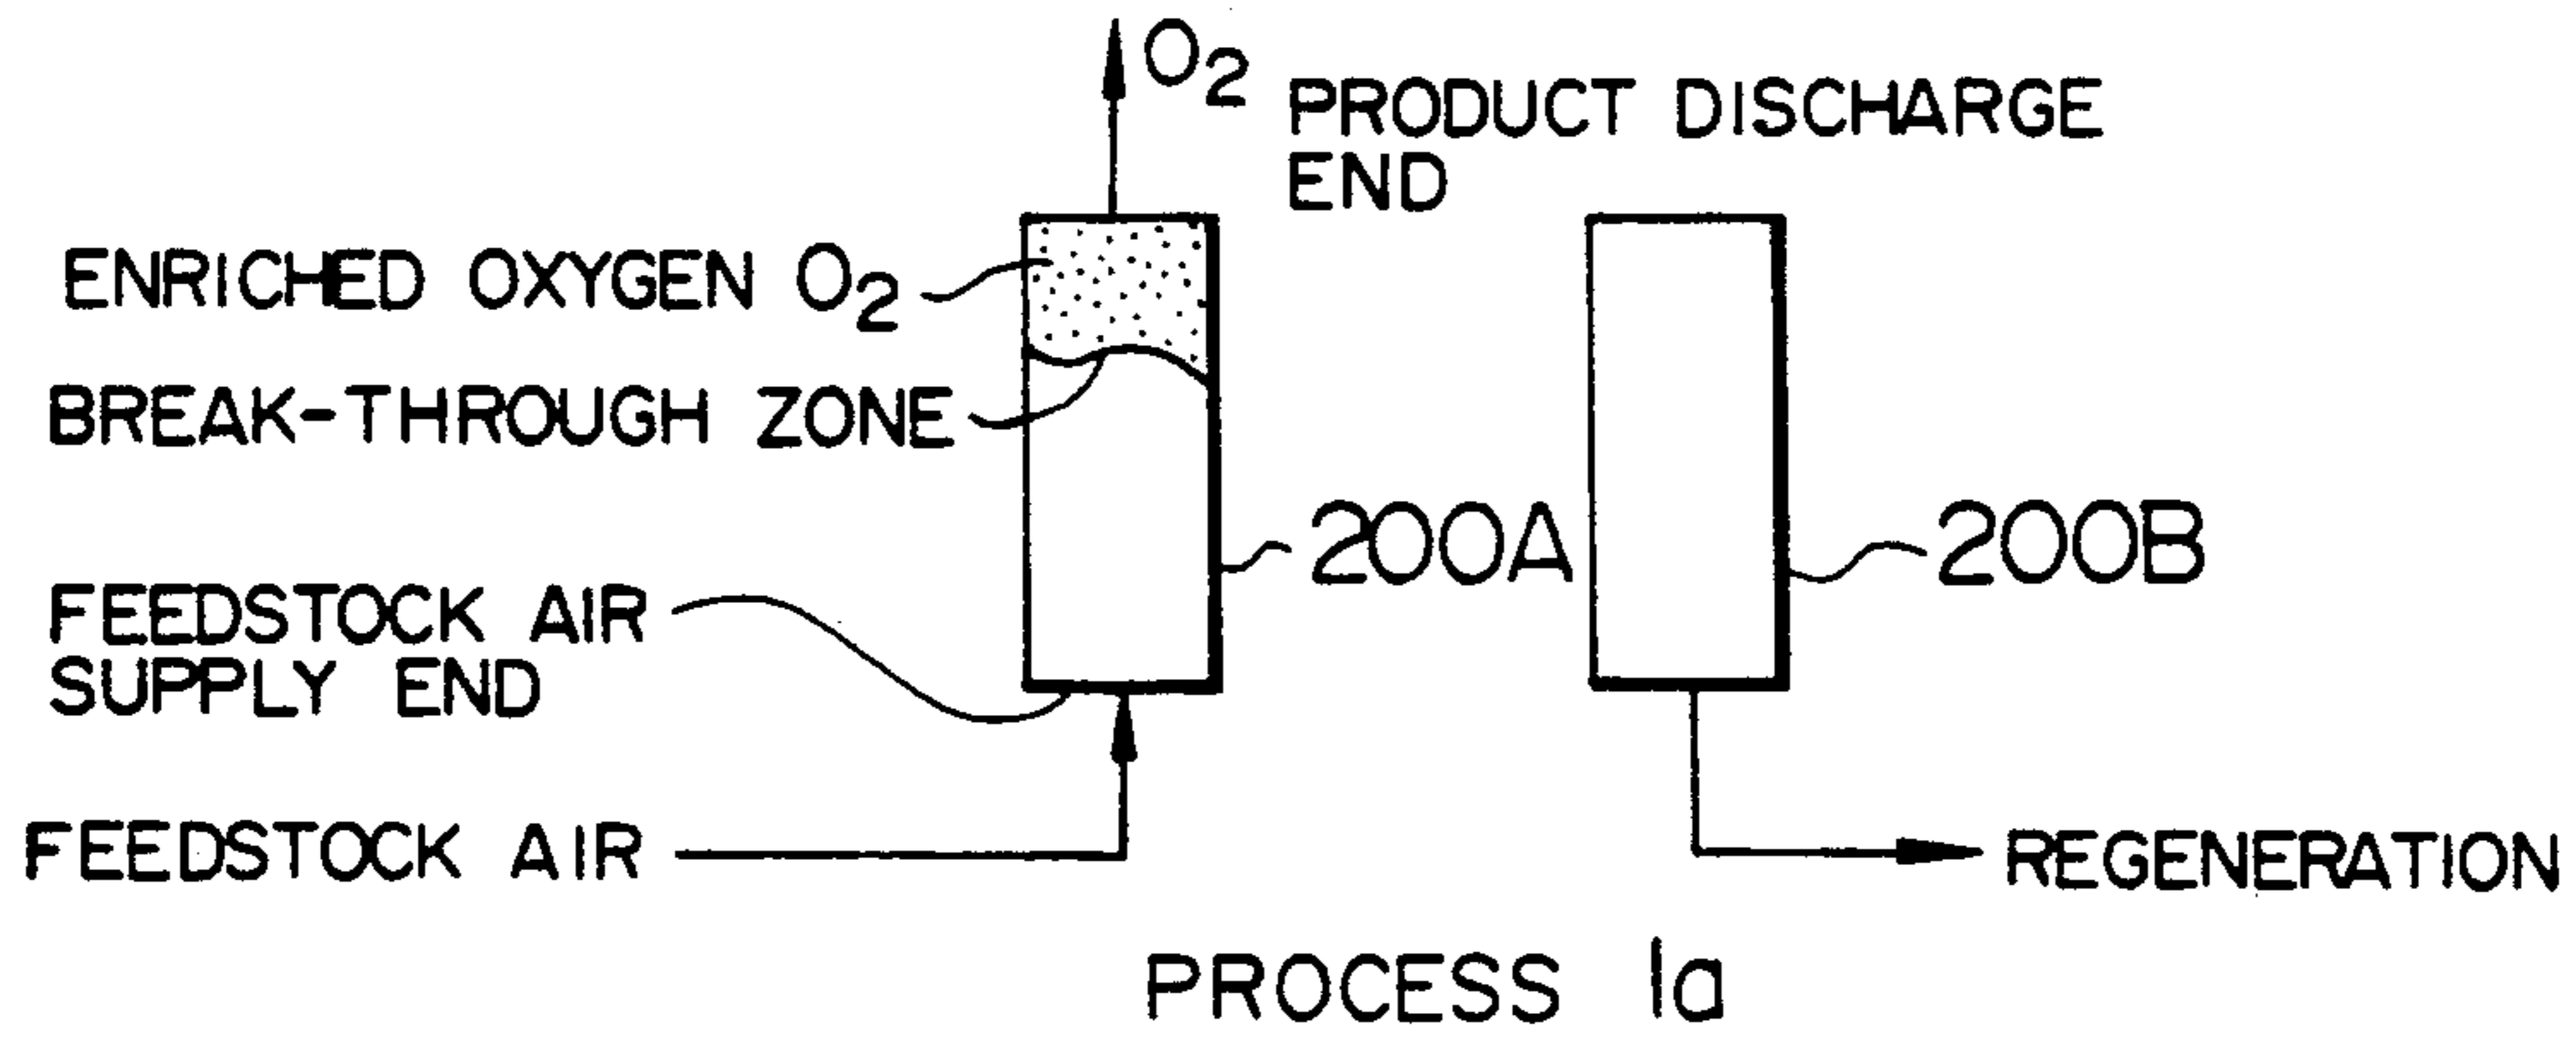 O2
PRODUCT DISCHARGE
END
ENRICHED OXYGEN O2
BREAK-THROUGH ZONE
200A
200B
FEEDSTOCK AIR
SUPPLY END
FEEDSTOCK AIR
REGENERATION
PROCESS 1a